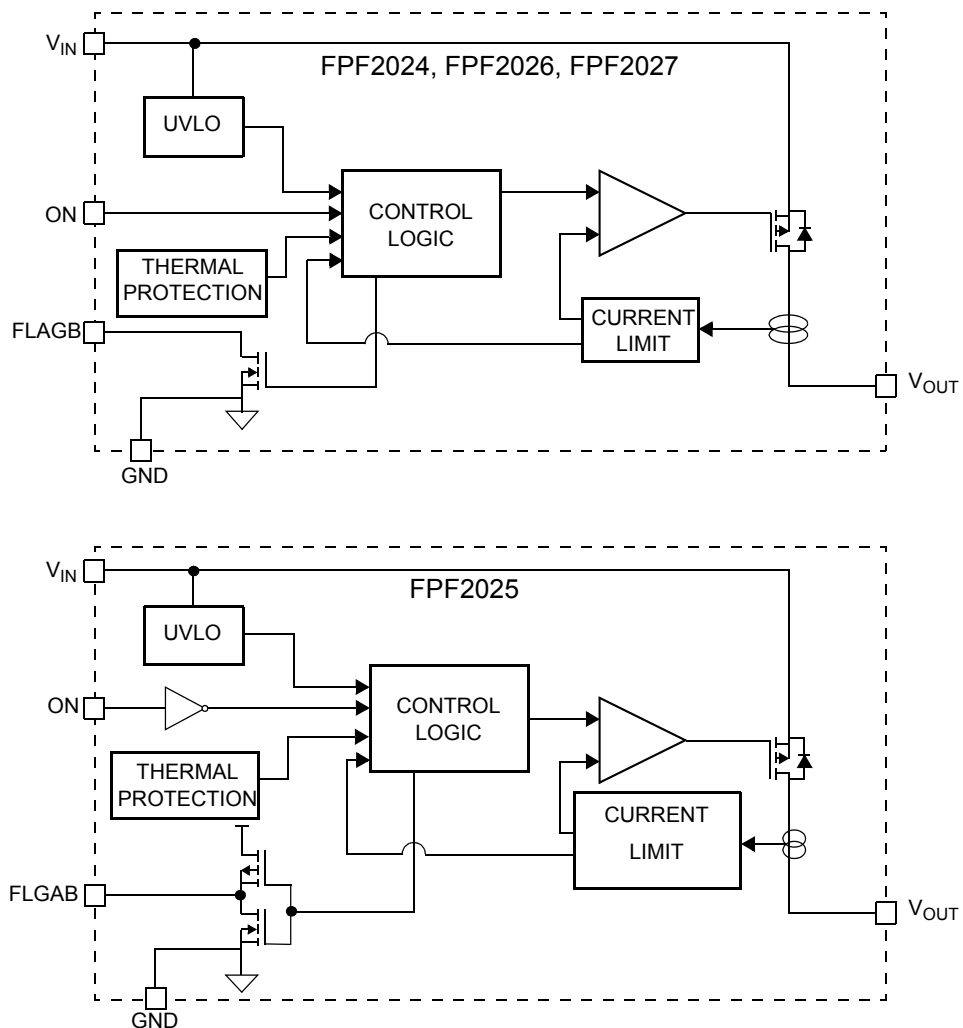 V_IN
FPF2024, FPF2026, FPF2027
UVLO
ON
CONTROL
LOGIC
THERMAL
PROTECTION
FLAGB
CURRENT
LIMIT
V_OUT
GND
V_IN
FPF2025
UVLO
ON
CONTROL
LOGIC
THERMAL
PROTECTION
CURRENT
LIMIT
FLGAB
V_OUT
GND